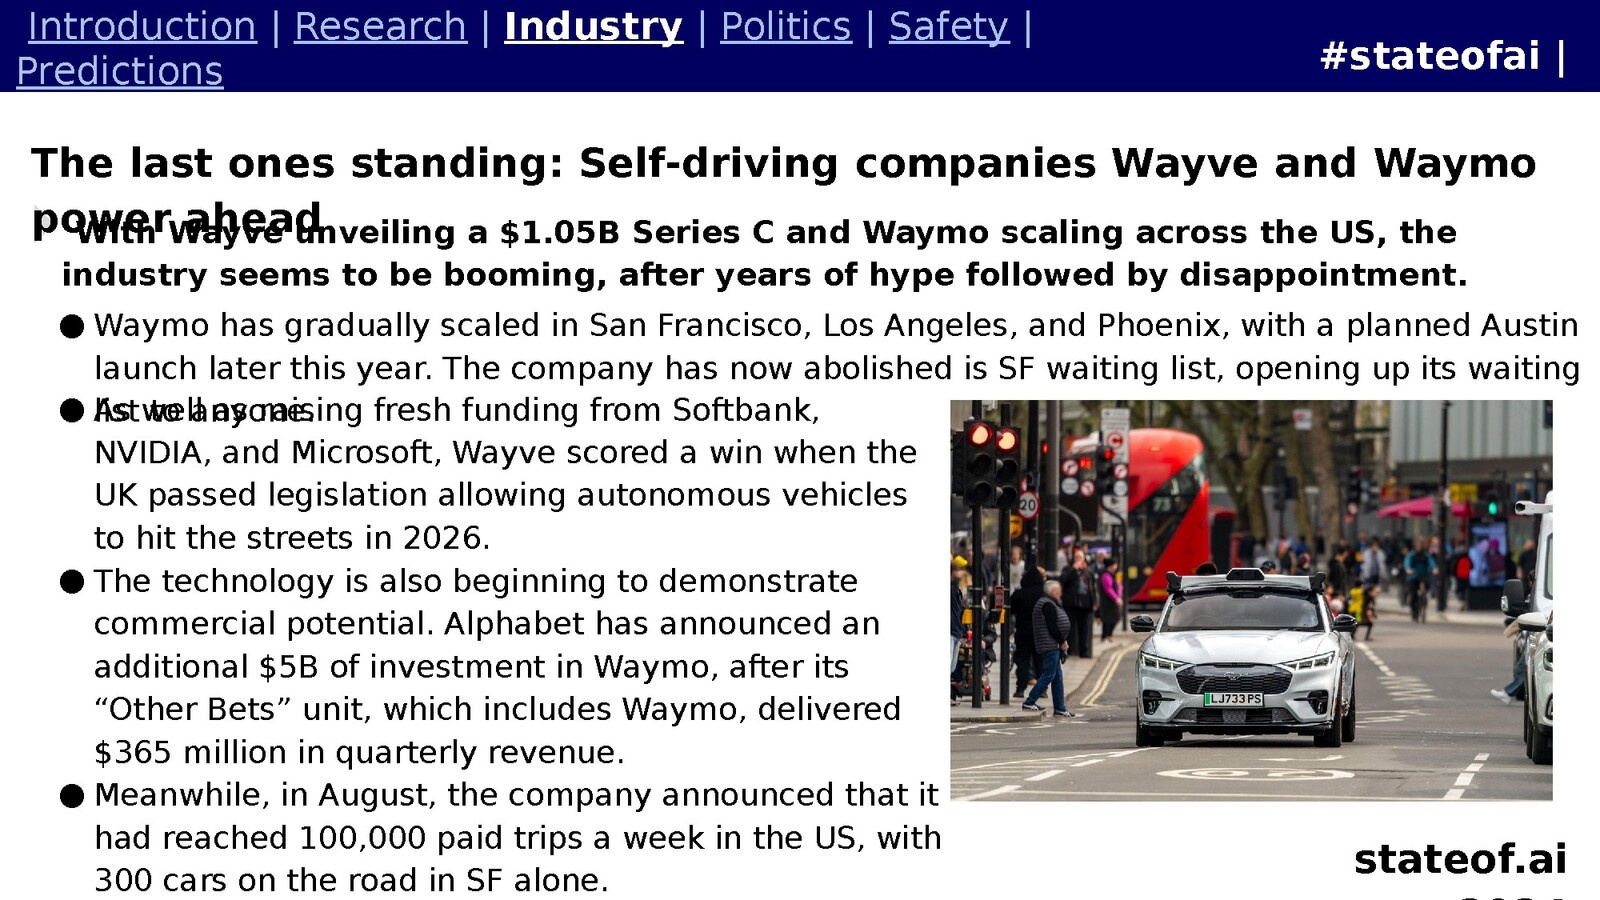 Introduction | Research | Industry | Politics | Safety |
Predictions
#stateofai |
The last ones standing: Self-driving companies Wayve and Waymo
power ahead
With Wayve unveiling a $1.05B Series C and Waymo scaling across the US, the
industry seems to be booming, after years of hype followed by disappointment.
● Waymo has gradually scaled in San Francisco, Los Angeles, and Phoenix, with a planned Austin
launch later this year. The company has now abolished is SF waiting list, opening up its waiting
list to anyone.
● As well as raising fresh funding from Softbank,
NVIDIA, and Microsoft, Wayve scored a win when the
UK passed legislation allowing autonomous vehicles
to hit the streets in 2026.
● The technology is also beginning to demonstrate
commercial potential. Alphabet has announced an
additional $5B of investment in Waymo, after its
“Other Bets” unit, which includes Waymo, delivered
$365 million in quarterly revenue.
● Meanwhile, in August, the company announced that it
had reached 100,000 paid trips a week in the US, with
300 cars on the road in SF alone.
20
LJ733PS
stateof.ai